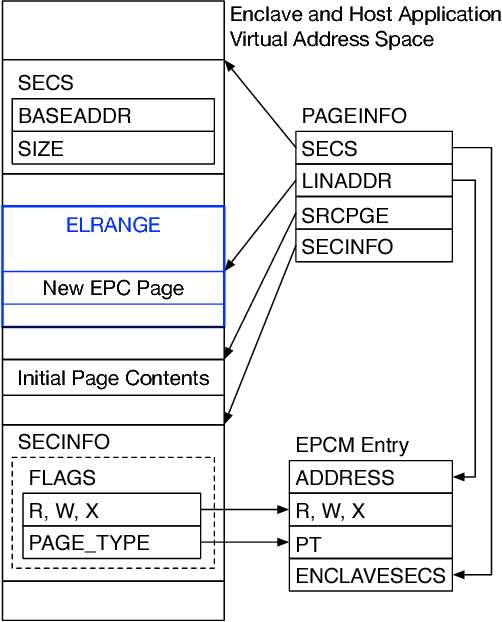 Enclave and Host Application
Virtual Address Space
SECS
BASEADDR
SIZE
ELRANGE
New EPC Page
Initial Page Contents
SECINFO
FLAGS
R, W, X
PAGE_TYPE
PAGEINFO
SECS
LINADDR
SRCPGE
SECINFO
EPCM Entry
ADDRESS
R, W, X
PT
ENCLAVESECS